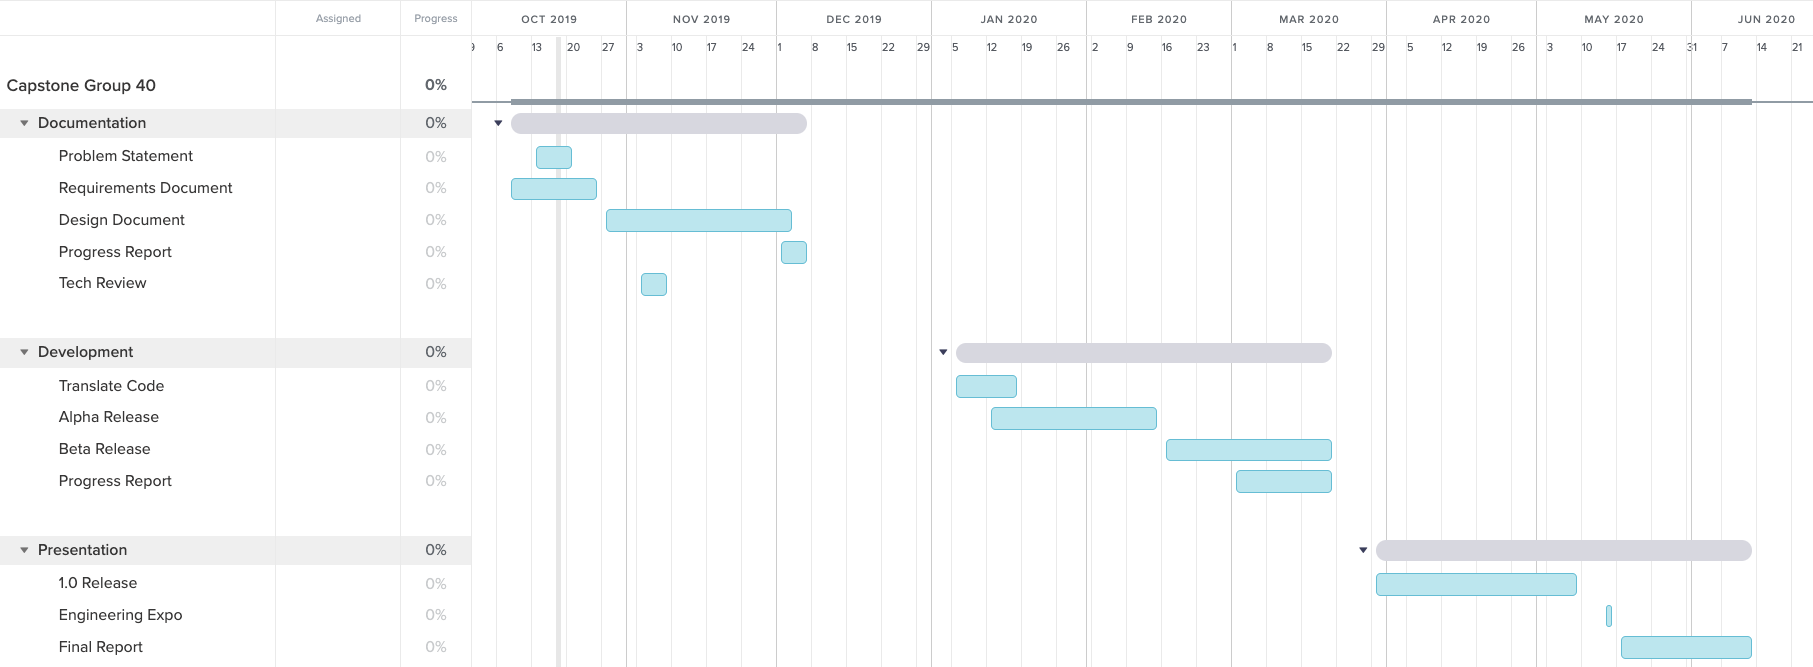 Assigned Progress OCT 2019 NOV 2019 DEC 2019 JAN 2020 FEB 2020 MAR 2020 APR 2020 MAY 2020 JUN 2020
6 13 20 27 3 10 17 24 1 8 15 22 29 5 12 19 26 2 9 16 23 1 8 15 22 29 5 12 19 26 3 10 17 24 31 7 14 21
Capstone Group 40 0%
Documentation 0%
Problem Statement 0%
Requirements Document 0%
Design Document 0%
Progress Report 0%
Tech Review 0%
Development 0%
Translate Code 0%
Alpha Release 0%
Beta Release 0%
Progress Report 0%
Presentation 0%
1.0 Release 0%
Engineering Expo 0%
Final Report 0%